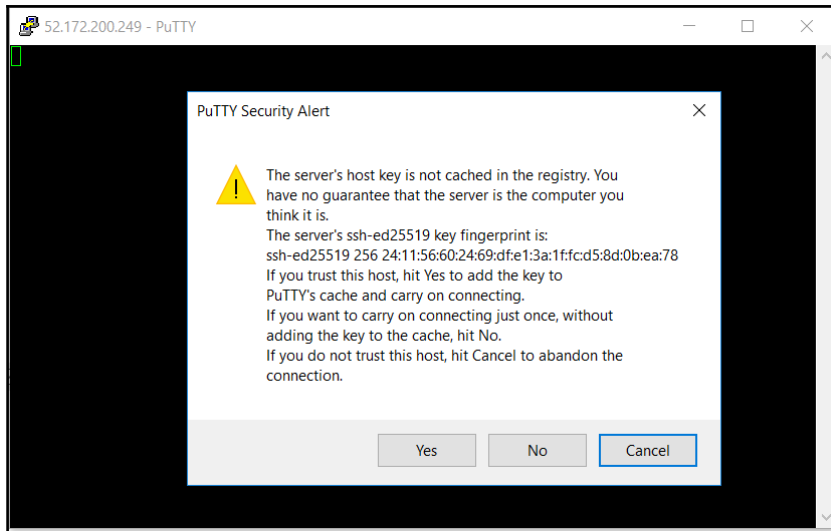 52.172.200.249 - PuTTY
PuTTY Security Alert
The server's host key is not cached in the registry. You
have no guarantee that the server is the computer you
think it is.
The server's ssh-ed25519 key fingerprint is:
ssh-ed25519 256 24:11:56:60:24:69:df:e1:3a:1f:fc:d5:8d:0b:ea:78
If you trust this host, hit Yes to add the key to
PuTTY's cache and carry on connecting.
If you want to carry on connecting just once, without
adding the key to the cache, hit No.
If you do not trust this host, hit Cancel to abandon the
connection.
Yes No Cancel